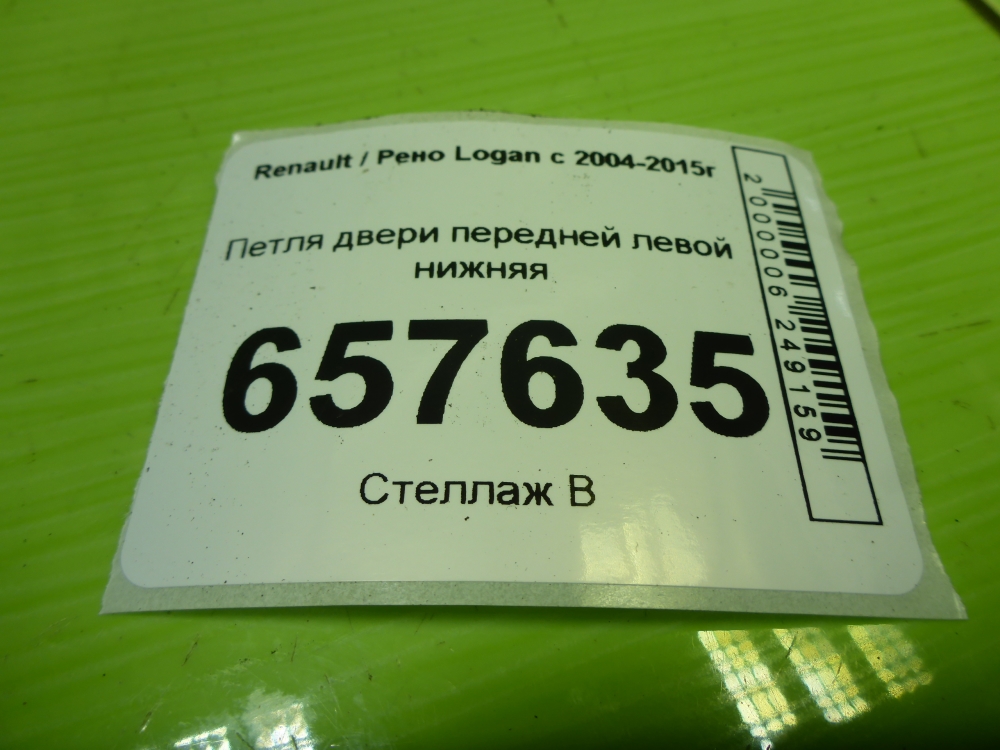 Renault / Рено Logan с 2004-2015г
Петля двери передней левой
нижняя
657635
Стеллаж В
2000006249159